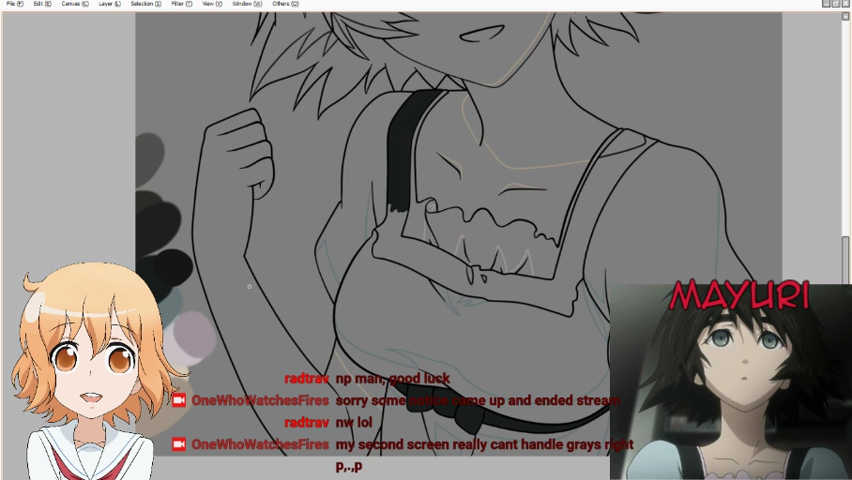 File (F) Edit (E) Canvas (C) Layer (L) Selection (S) Filter (T) View (V) Window (W) Others (O)
MAYURI
radtrav np man, good luck
OneWhoWatchesFires sorry some came up and ended stream
radtrav nw lol
OneWhoWatchesFires my second screen really cant handle grays right
p,.,p